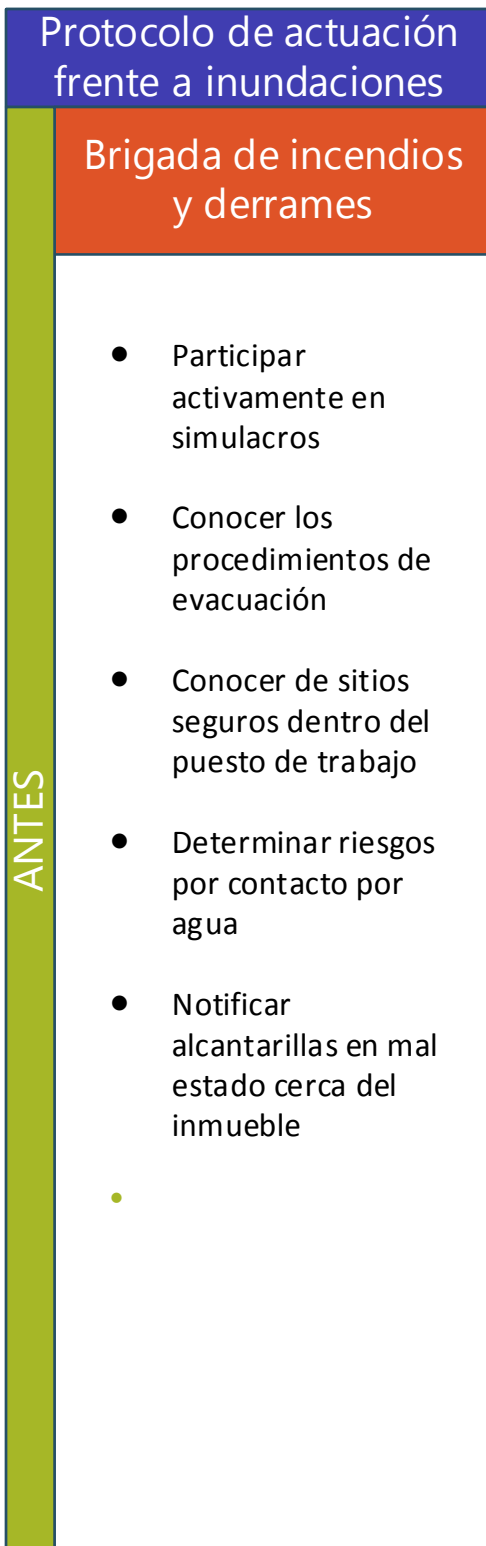 Protocolo de actuación
frente a inundaciones
Brigada de incendios
y derrames
ANTES
● Participar
activamente en
simulacros
● Conocer los
procedimientos de
evacuación
● Conocer de sitios
seguros dentro del
puesto de trabajo
● Determinar riesgos
por contacto por
agua
● Notificar
alcantarillas en mal
estado cerca del
inmueble
•